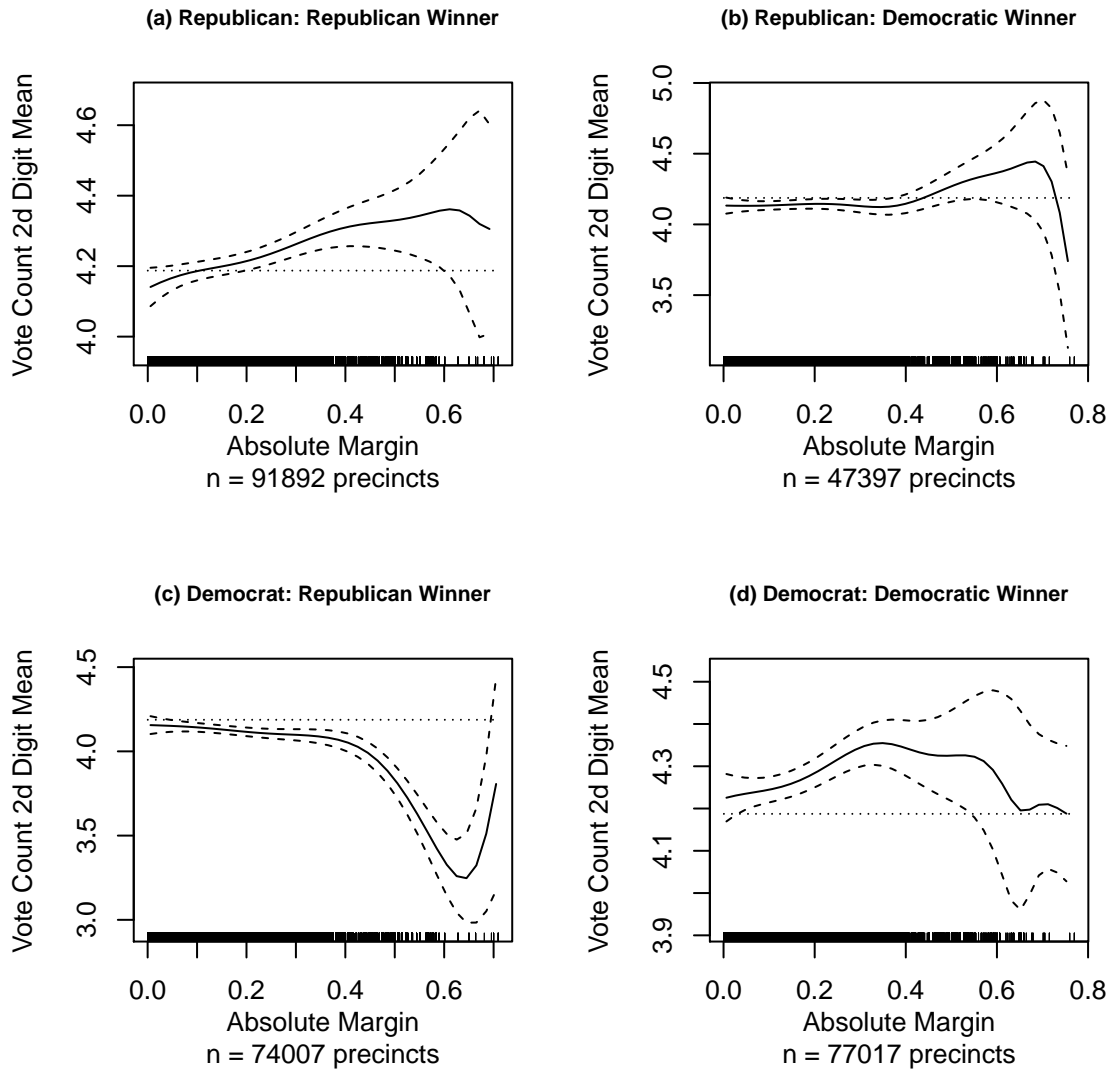 (a) Republican: Republican Winner
Vote Count 2d Digit Mean
4.6
4.4
4.2
4.0
0.0 0.2 0.4 0.6
Absolute Margin
n = 91892 precincts
(b) Republican: Democratic Winner
Vote Count 2d Digit Mean
5.0
4.5
4.0
3.5
0.0 0.2 0.4 0.6 0.8
Absolute Margin
n = 47397 precincts
(c) Democrat: Republican Winner
Vote Count 2d Digit Mean
4.5
4.0
3.5
3.0
0.0 0.2 0.4 0.6
Absolute Margin
n = 74007 precincts
(d) Democrat: Democratic Winner
Vote Count 2d Digit Mean
4.5
4.3
4.1
3.9
0.0 0.2 0.4 0.6 0.8
Absolute Margin
n = 77017 precincts